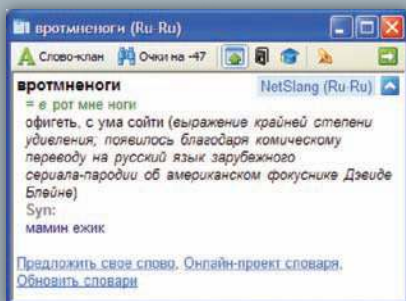 вротмненоги (Ru-Ru)
Слово-клан Очки на -47
вротмненоги NetSlang (Ru-Ru)
= в рот мне ноги
офигеть, с ума сойти (выражение крайней степени
удивления; появилось благодаря комическому
переводу на русский язык зарубежного
сериала-пародии об американском фокуснике Дэвиде
Блейне)
Syn:
мамин ежик
Предложить свое слово, Онлайн-проект словаря,
Обновить словари